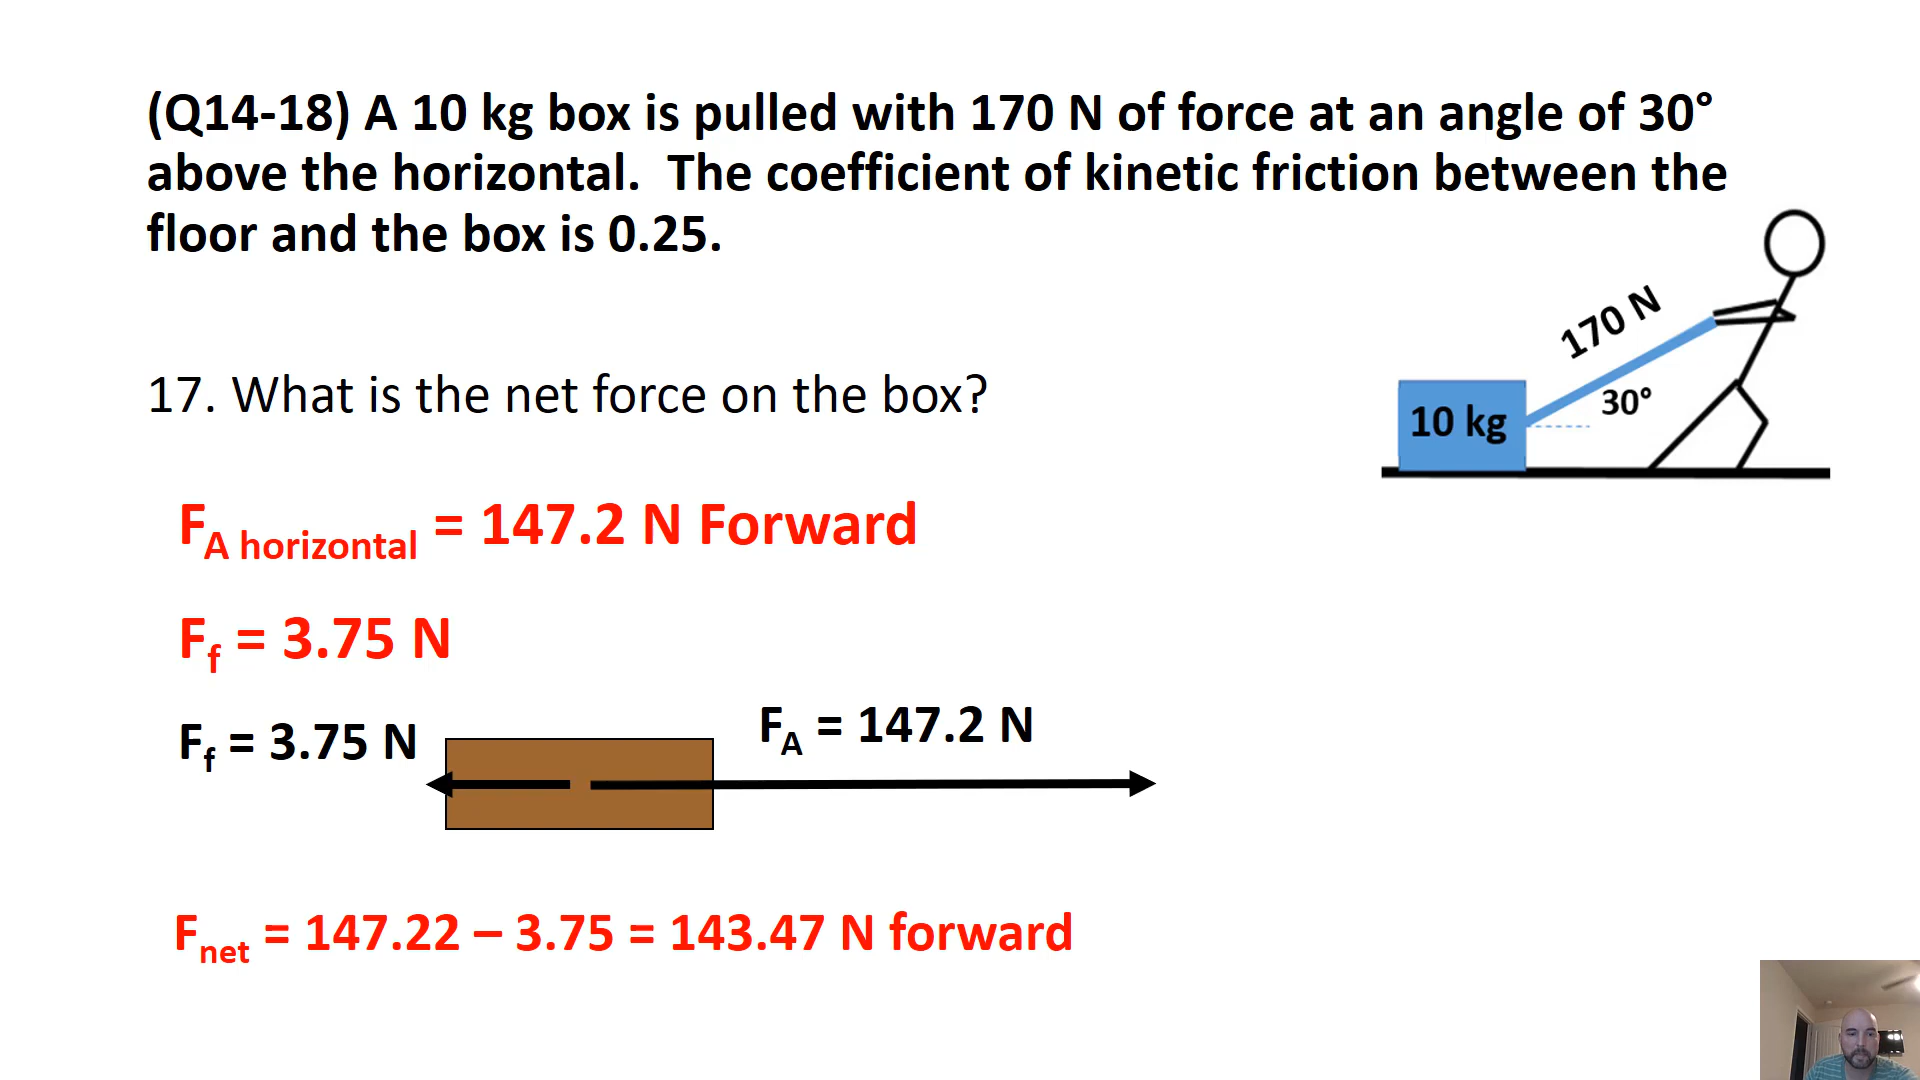 (Q14-18) A 10 kg box is pulled with 170 N of force at an angle of 30°
above the horizontal.  The coefficient of kinetic friction between the
floor and the box is 0.25.
170 N
30°
10 kg
17. What is the net force on the box?
FA horizontal = 147.2 N Forward
Ff = 3.75 N
Ff = 3.75 N
FA = 147.2 N
Fnet = 147.22 – 3.75 = 143.47 N forward